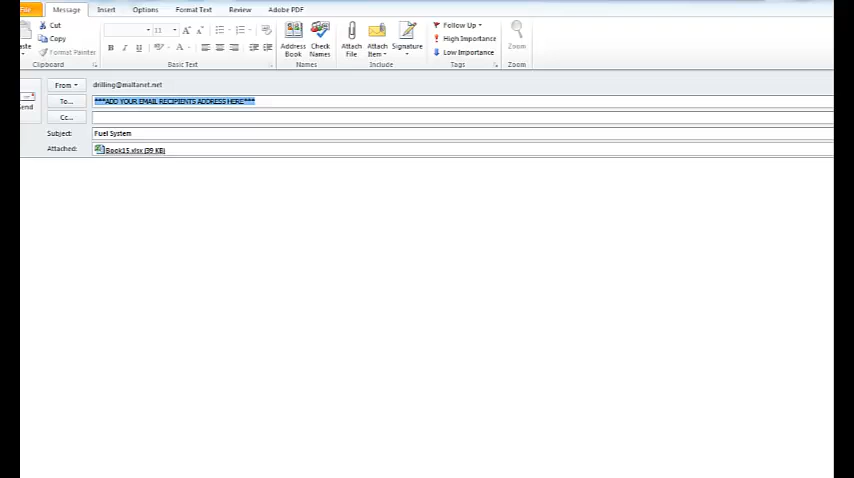 File Message Insert Options Format Text Review Adobe PDF
Cut
Copy
Format Painter
Clipboard
11
B I U
Basic Text
Address Book
Check Names
Names
Attach File
Attach Item
Signature
Include
Follow Up
High Importance
Low Importance
Tags
Zoom
Zoom
From drilling@maltanet.net
To... ***ADD YOUR EMAIL RECIPIENTS ADDRESS HERE***
Cc...
Subject: Fuel System
Attached: Book15.xlsx (39 KB)